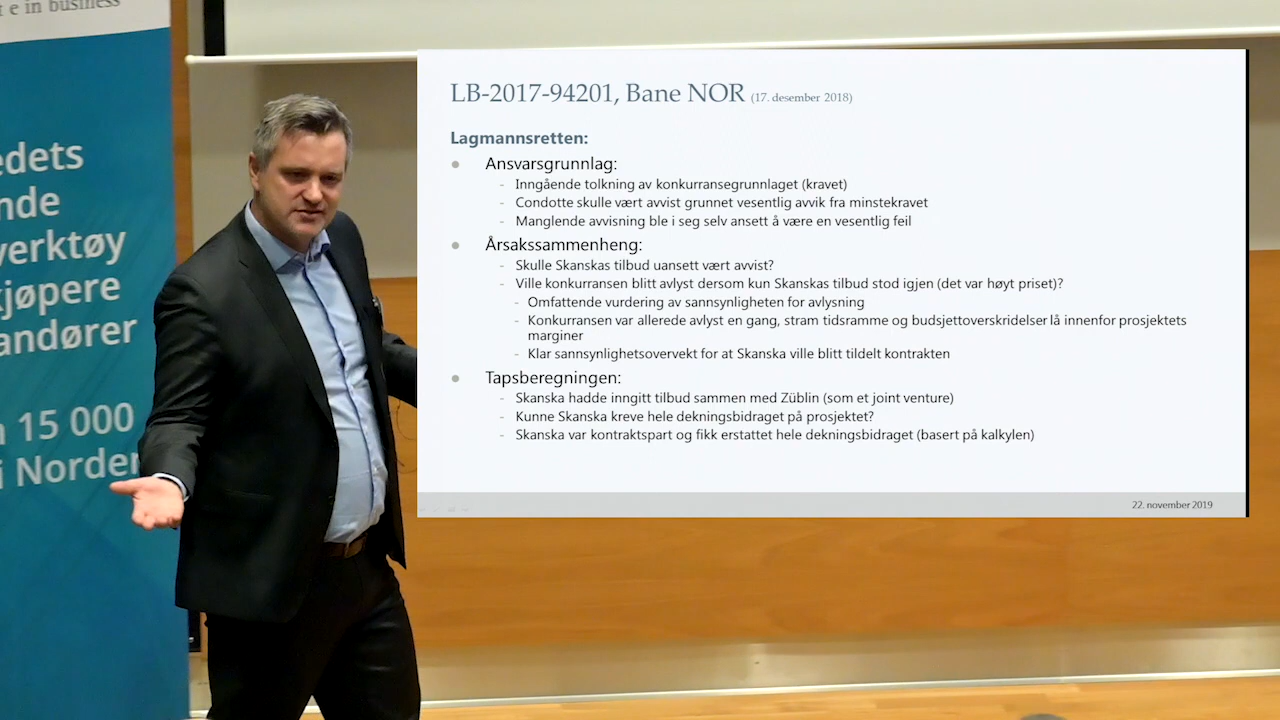 t e in business
edets
nde
verktøy
kjøpere
andører
15 000
i Norden
LB-2017-94201, Bane NOR (17. desember 2018)
Lagmannsretten:
● Ansvarsgrunnlag:
- Inngående tolkning av konkurransegrunnlaget (kravet)
- Condotte skulle vært avvist grunnet vesentlig avvik fra minstekravet
- Manglende avvisning ble i seg selv ansett å være en vesentlig feil
● Årsakssammenheng:
- Skulle Skanskas tilbud uansett vært avvist?
- Ville konkurransen blitt avlyst dersom kun Skanskas tilbud stod igjen (det var høyt priset)?
- Omfattende vurdering av sannsynligheten for avlysning
- Konkurransen var allerede avlyst en gang, stram tidsramme og budsjettoverskridelser lå innenfor prosjektets
marginer
- Klar sannsynlighetsovervekt for at Skanska ville blitt tildelt kontrakten
● Tapsberegningen:
- Skanska hadde inngitt tilbud sammen med Züblin (som et joint venture)
- Kunne Skanska kreve hele dekningsbidraget på prosjektet?
- Skanska var kontraktspart og fikk erstattet hele dekningsbidraget (basert på kalkylen)
22. november 2019